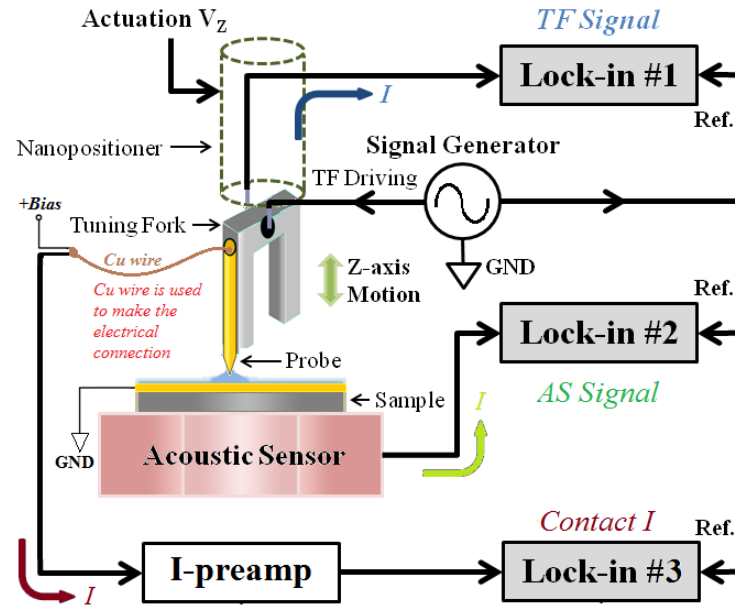 Actuation VZ
TF Signal
Lock-in #1
I
Ref.
Nanopositioner
Signal Generator
TF Driving
+Bias
Tuning Fork
GND
Cu wire
Z-axis
Motion
Cu wire is used
to make the
electrical
connection
Ref.
Lock-in #2
Probe
Sample
AS Signal
I
GND
Acoustic Sensor
Contact I
Ref.
I
I-preamp
Lock-in #3